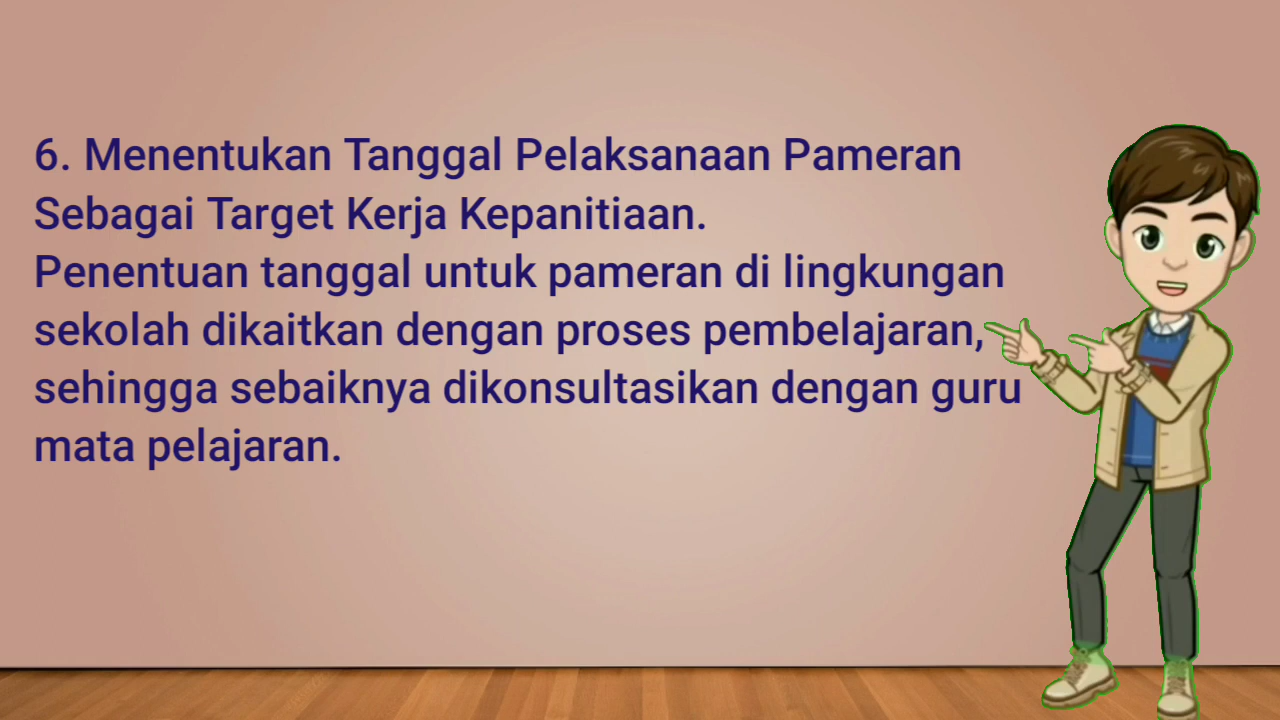 6. Menentukan Tanggal Pelaksanaan Pameran
Sebagai Target Kerja Kepanitiaan.
Penentuan tanggal untuk pameran di lingkungan
sekolah dikaitkan dengan proses pembelajaran,
sehingga sebaiknya dikonsultasikan dengan guru
mata pelajaran.